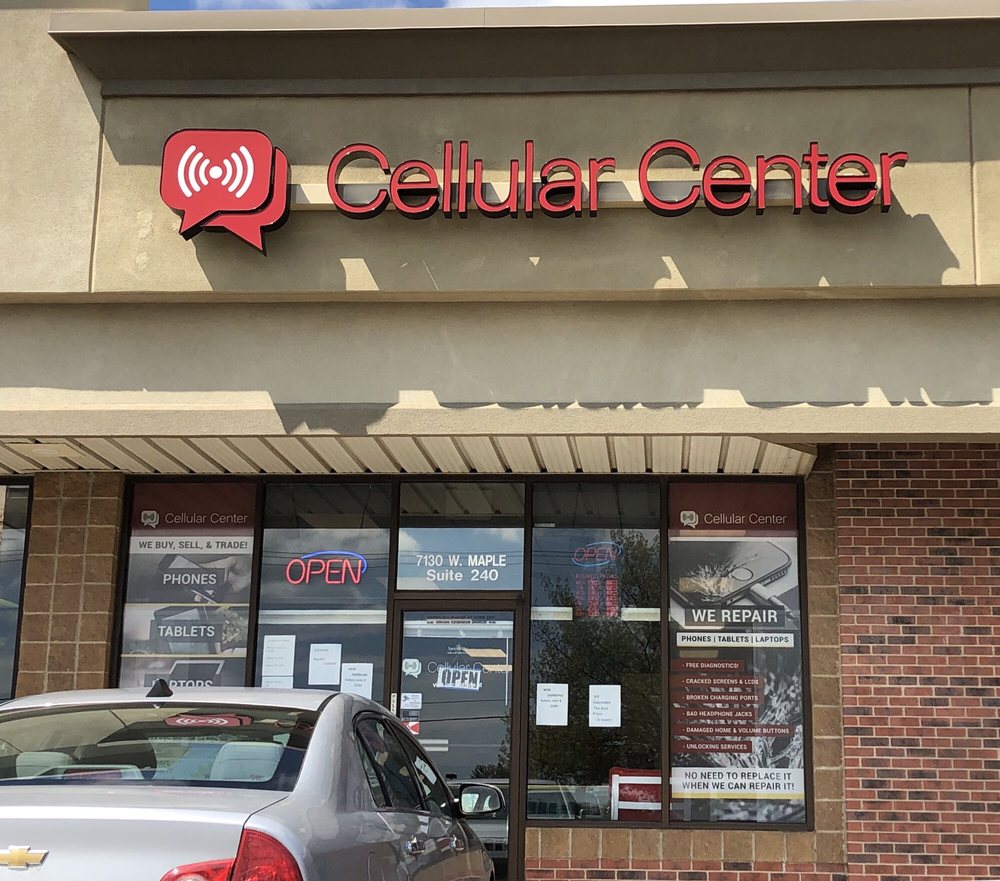 Cellular Center
Cellular Center
WE BUY, SELL, & TRADE!
PHONES
TABLETS
LAPTOPS
OPEN
7130 W. MAPLE
Suite 240
OPEN
OPEN
Cellular Center
WE REPAIR
PHONES | TABLETS | LAPTOPS
FREE DIAGNOSTICS!
- CRACKED SCREENS & LCDS
- BROKEN CHARGING PORTS
- BAD HEADPHONE JACKS
- DAMAGED HOME & VOLUME BUTTONS
- UNLOCKING SERVICES
NO NEED TO REPLACE IT
WHEN WE CAN REPAIR IT!